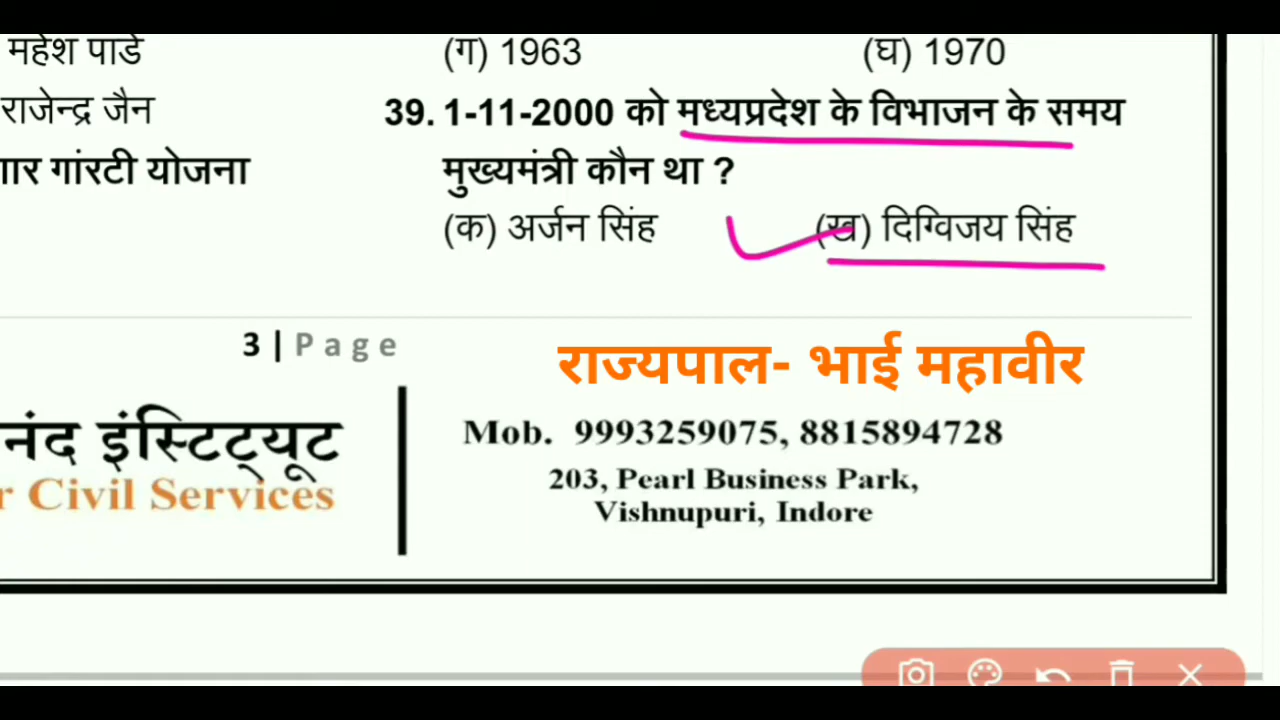 महेश पांडे
राजेन्द्र जैन
गार गांरटी योजना
(ग) 1963 (घ) 1970
39. 1-11-2000 को मध्यप्रदेश के विभाजन के समय
मुख्यमंत्री कौन था ?
(क) अर्जन सिंह (ख) दिग्विजय सिंह
3 | Page
राज्यपाल- भाई महावीर
नंद इंस्टिट्यूट
r Civil Services
Mob. 9993259075, 8815894728
203, Pearl Business Park,
Vishnupuri, Indore